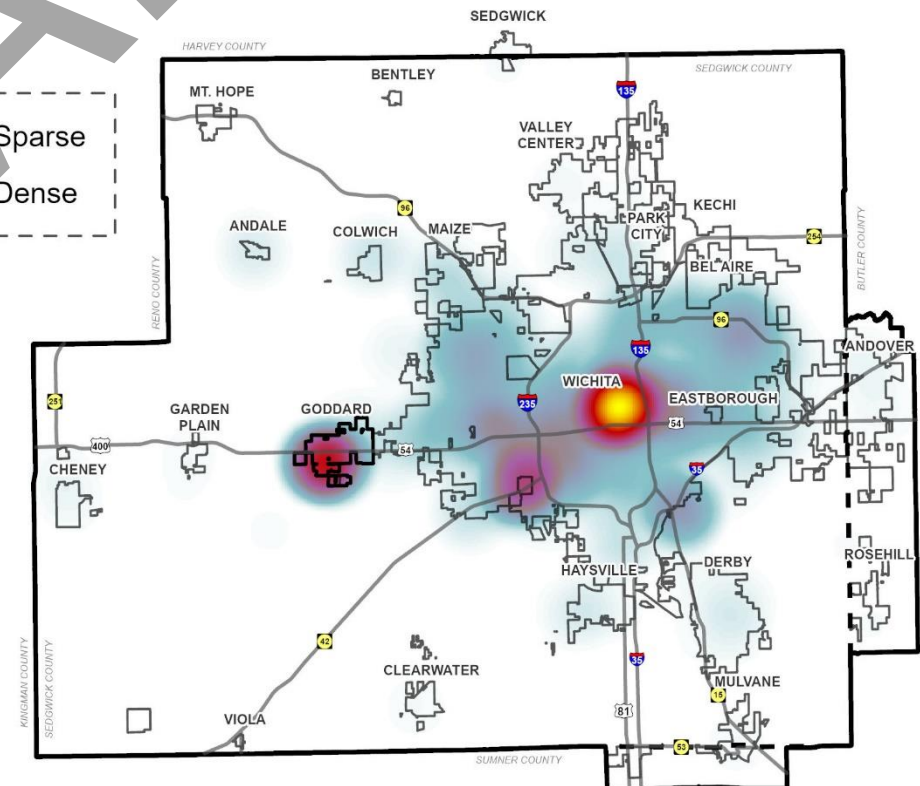 SEDGWICK
HARVEY COUNTY
SEDGWICK COUNTY
BENTLEY
MT. HOPE
135
Sparse
VALLEY
CENTER
Dense
KECHI
96
PARK
CITY
ANDALE
COLWICH
MAIZE
254
BEL AIRE
RENO COUNTY
BUTLER COUNTY
96
135
ANDOVER
WICHITA
251
235
EASTBOROUGH
GARDEN
PLAIN
GODDARD
54
400
54
CHENEY
35
ROSEHILL
HAYSVILLE
DERBY
42
KINGMAN COUNTY
SEDGWICK COUNTY
35
CLEARWATER
MULVANE
15
81
VIOLA
53
SUMNER COUNTY